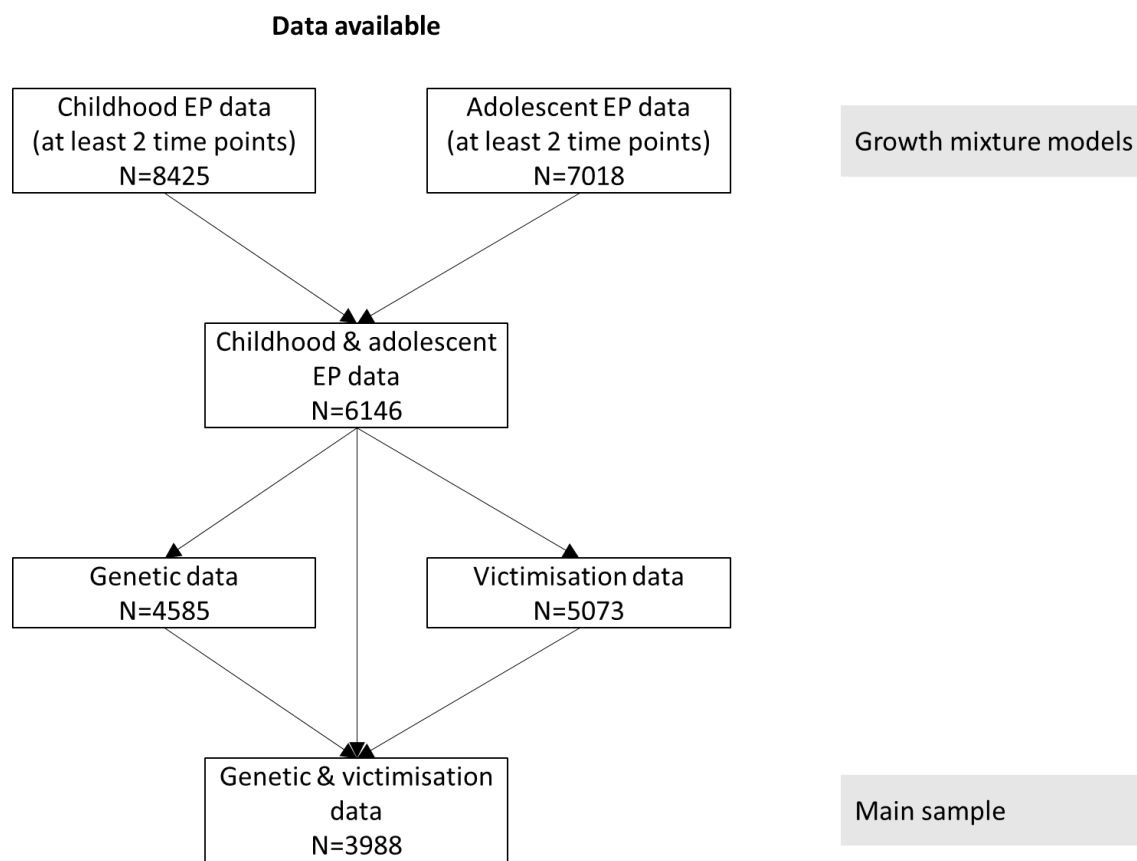 Data available
Childhood EP data
(at least 2 time points)
N=8425
Adolescent EP data
(at least 2 time points)
N=7018
Growth mixture models
Childhood & adolescent
EP data
N=6146
Genetic data
N=4585
Victimisation data
N=5073
Genetic & victimisation
data
N=3988
Main sample